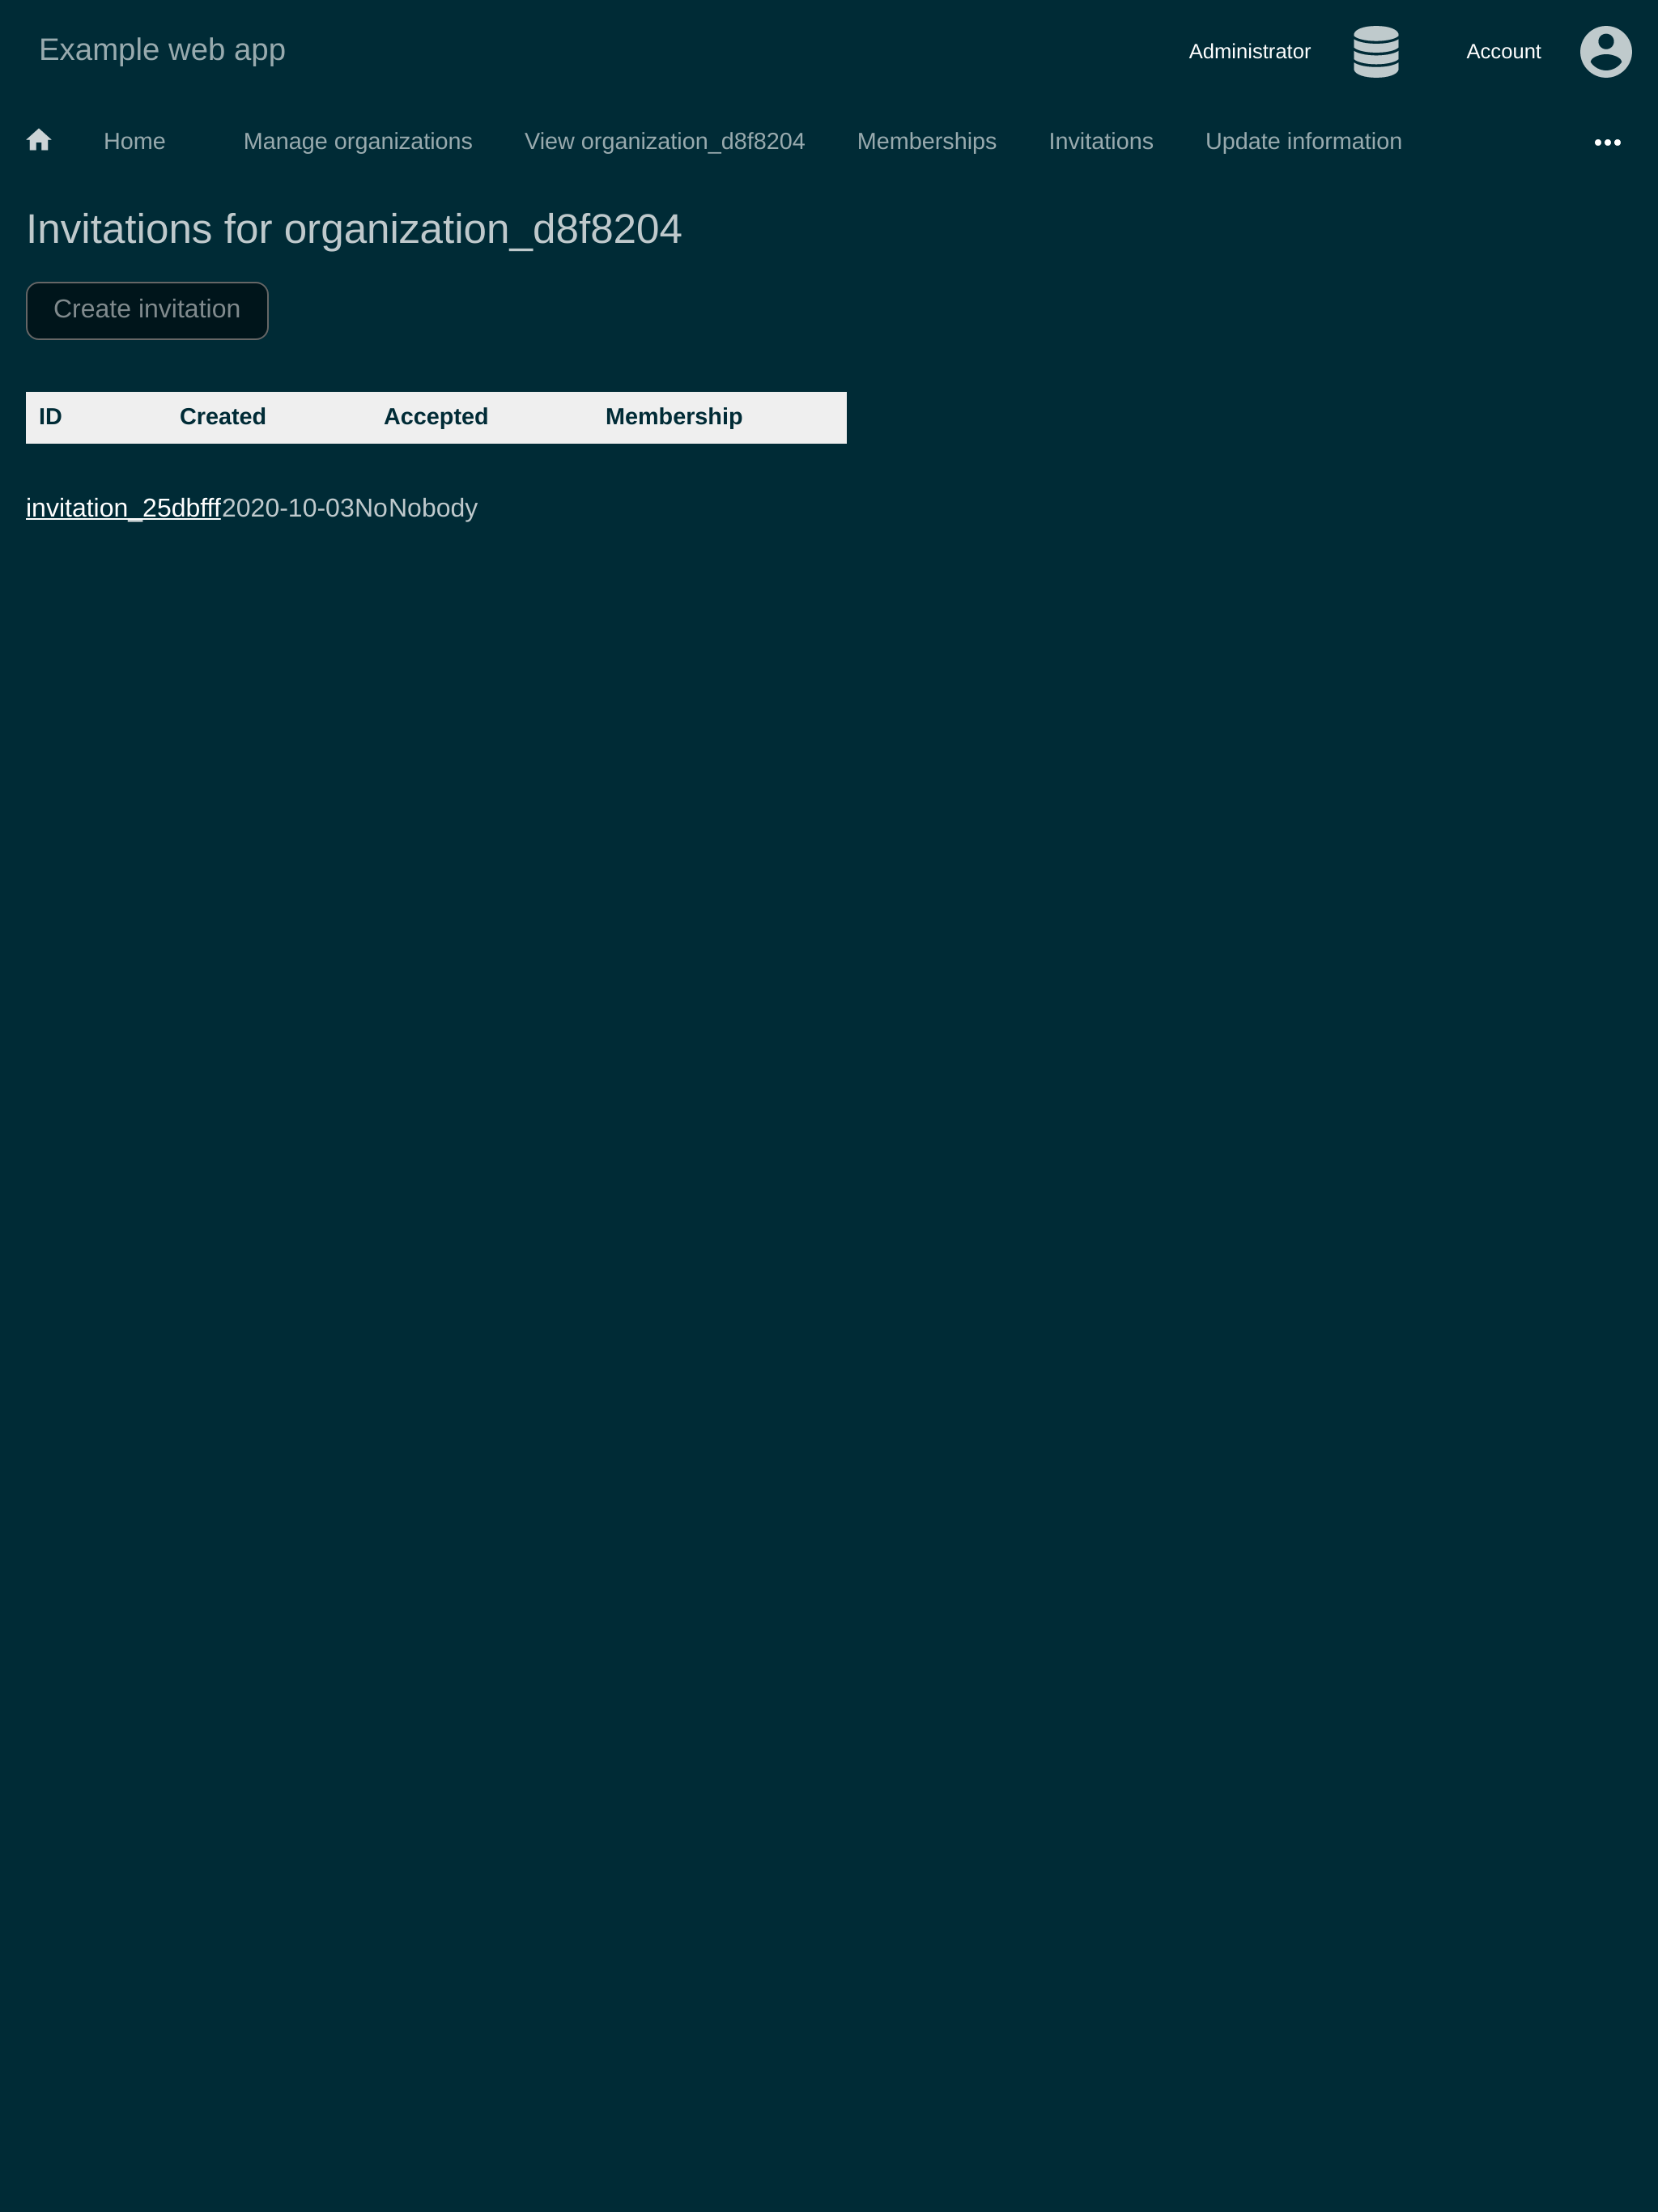 Example web app Administrator Account
Home Manage organizations View organization_d8f8204 Memberships Invitations Update information
Invitations for organization_d8f8204
Create invitation
ID Created Accepted Membership
invitation_25dbfff2020-10-03NoNobody